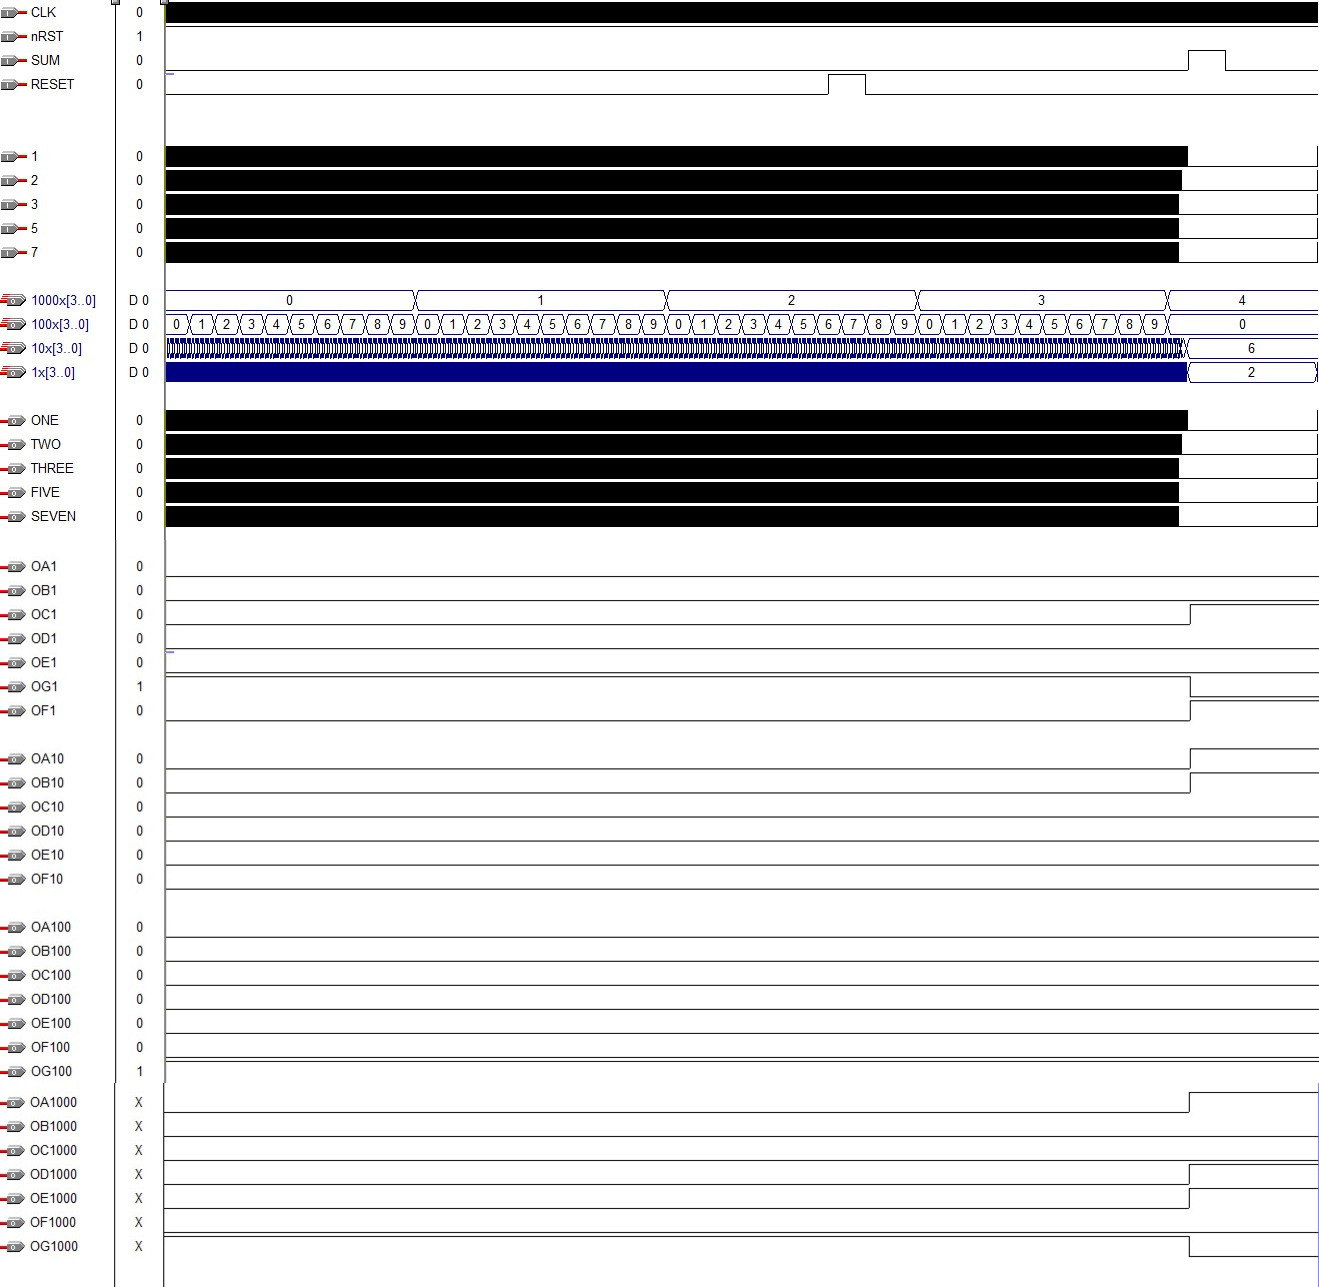 CLK 0
nRST 1
SUM 0
RESET 0
1 0
2 0
3 0
5 0
7 0
1000x[3..0] D 0 0 1 2 3 4
100x[3..0] D 0 0 1 2 3 4 5 6 7 8 9 0 1 2 3 4 5 6 7 8 9 0 1 2 3 4 5 6 7 8 9 0 1 2 3 4 5 6 7 8 9 0
10x[3..0] D 0 6
1x[3..0] D 0 2
ONE 0
TWO 0
THREE 0
FIVE 0
SEVEN 0
OA1 0
OB1 0
OC1 0
OD1 0
OE1 0
OG1 1
OF1 0
OA10 0
OB10 0
OC10 0
OD10 0
OE10 0
OF10 0
OA100 0
OB100 0
OC100 0
OD100 0
OE100 0
OF100 0
OG100 1
OA1000 X
OB1000 X
OC1000 X
OD1000 X
OE1000 X
OF1000 X
OG1000 X